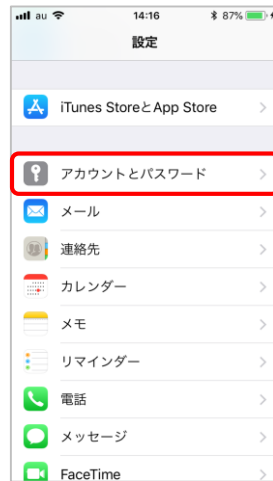 au 14:16 87%
設定
iTunes StoreとApp Store
アカウントとパスワード
メール
連絡先
カレンダー
メモ
リマインダー
電話
メッセージ
FaceTime